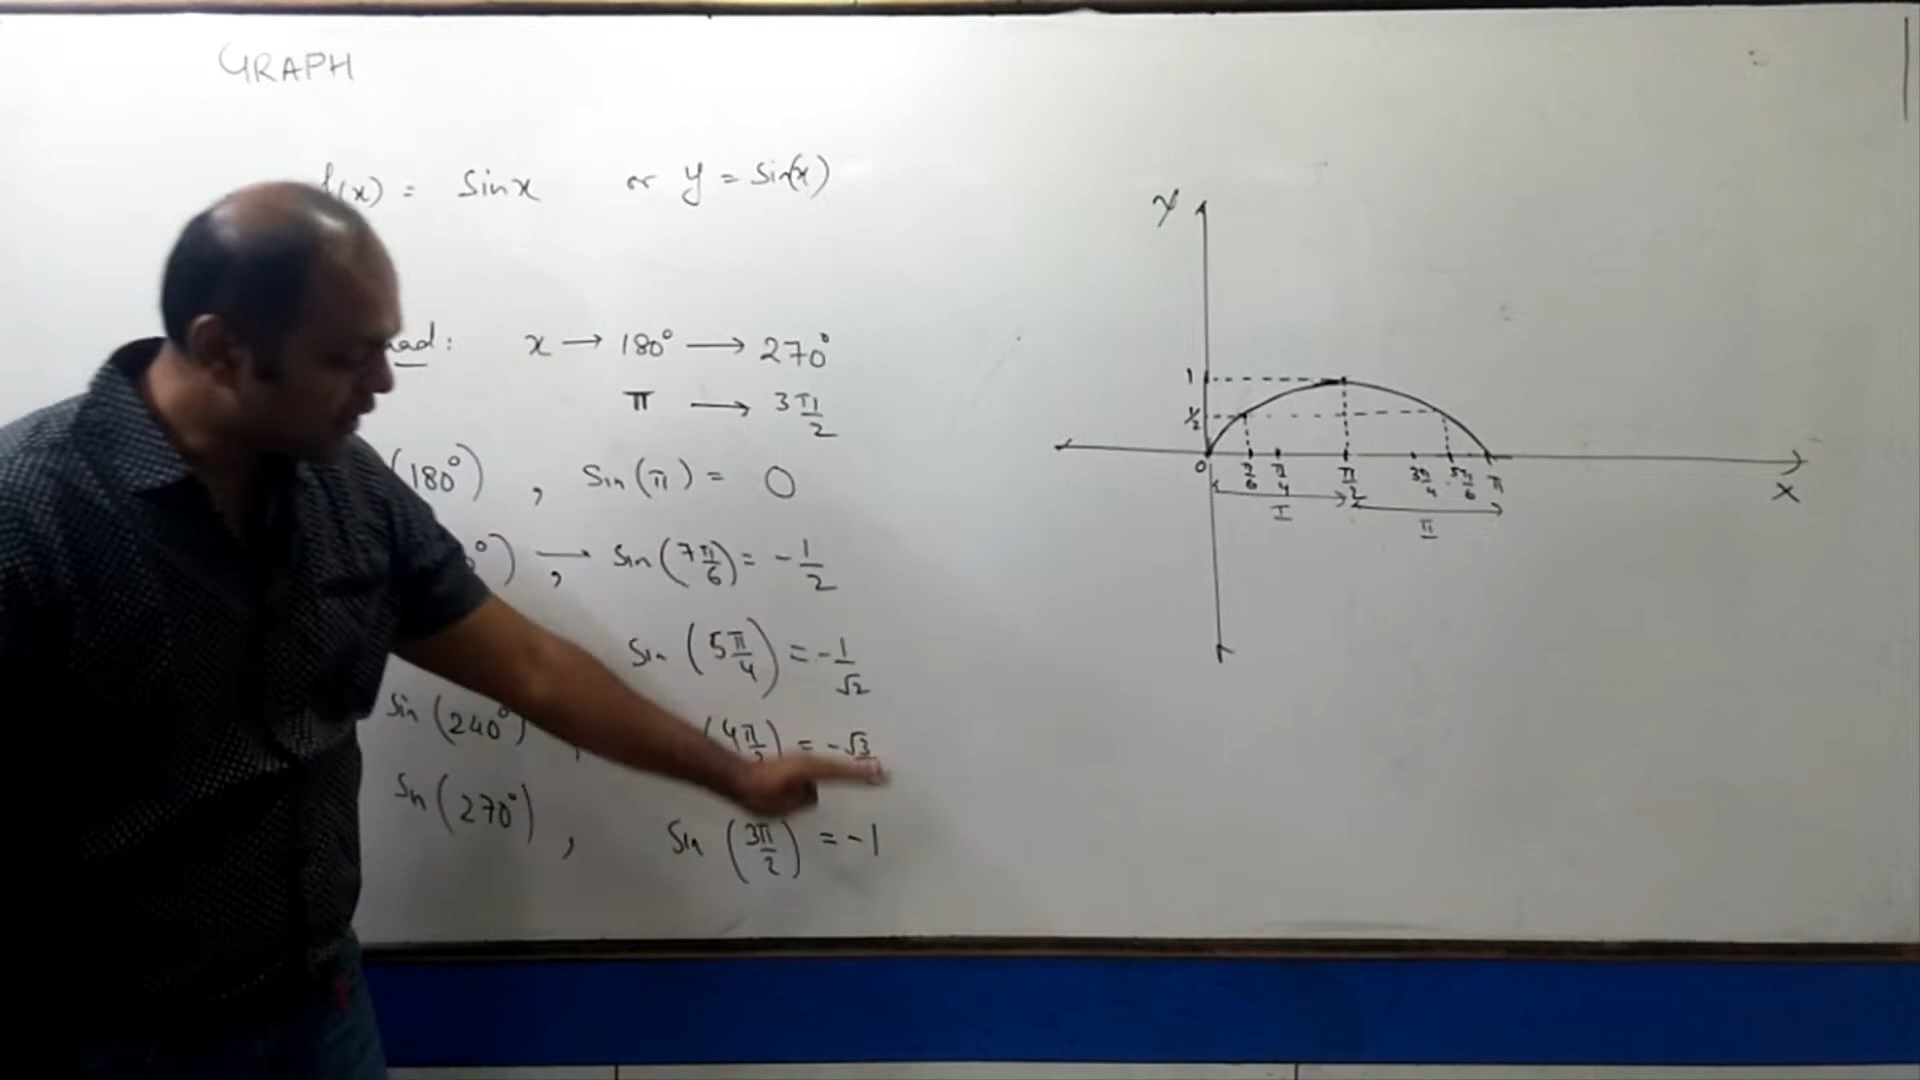 GRAPH
f(x) = Sinx or y = Sin(x)
x → 180° → 270°
π → 3π/2
(180°) , Sin(π) = 0
→ , Sin(7π/6) = -1/2
Sin (5π/4) = -1/√2
Sin (240°) , = -√3
Sin (270°) , Sin (3π/2) = -1
Y
1
1/2
0 π/6 π/4 π/2 3π/4 5π/6 π
X
I II